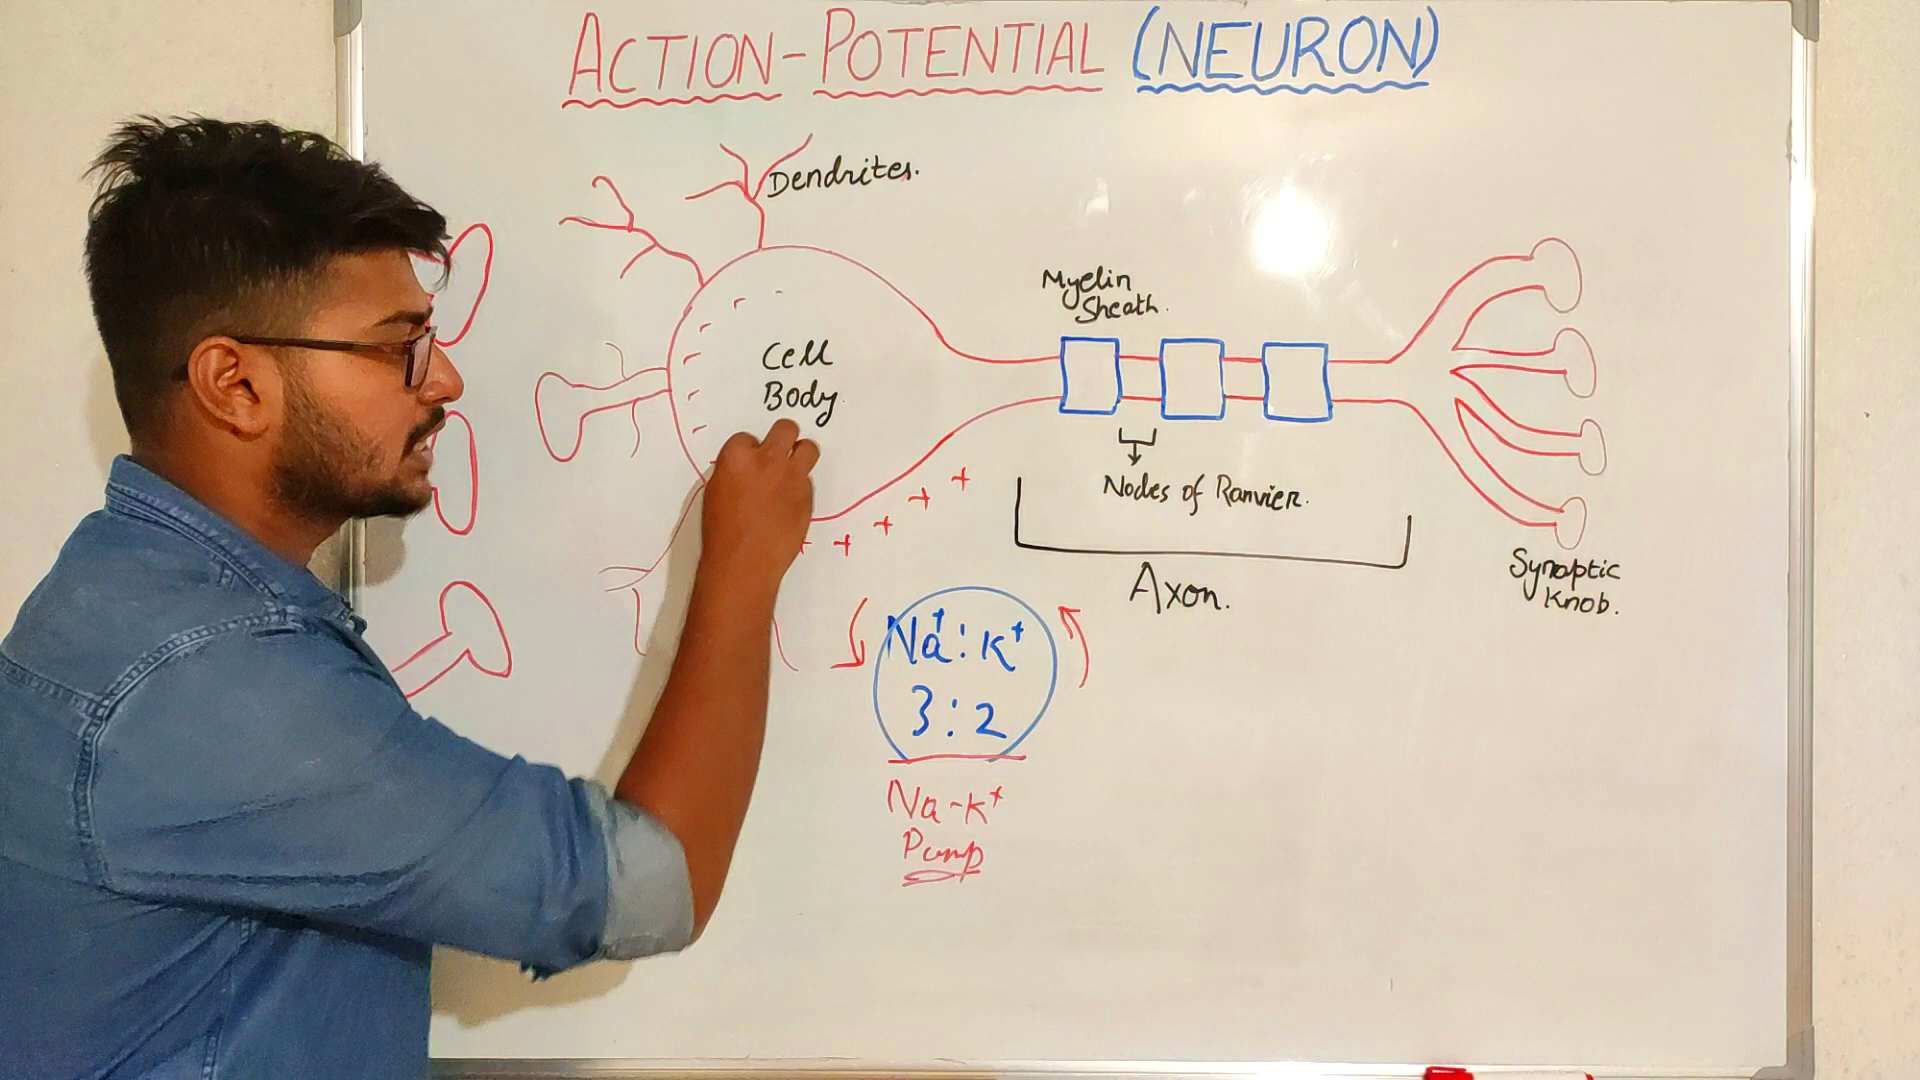 ACTION-POTENTIAL (NEURON)
Dendrites.
Myelin
Sheath.
Cell
Body.
Nodes of Ranvier.
Axon.
Synaptic
Knob.
Na⁺ : K⁺
3 : 2
Na-K⁺
Pump